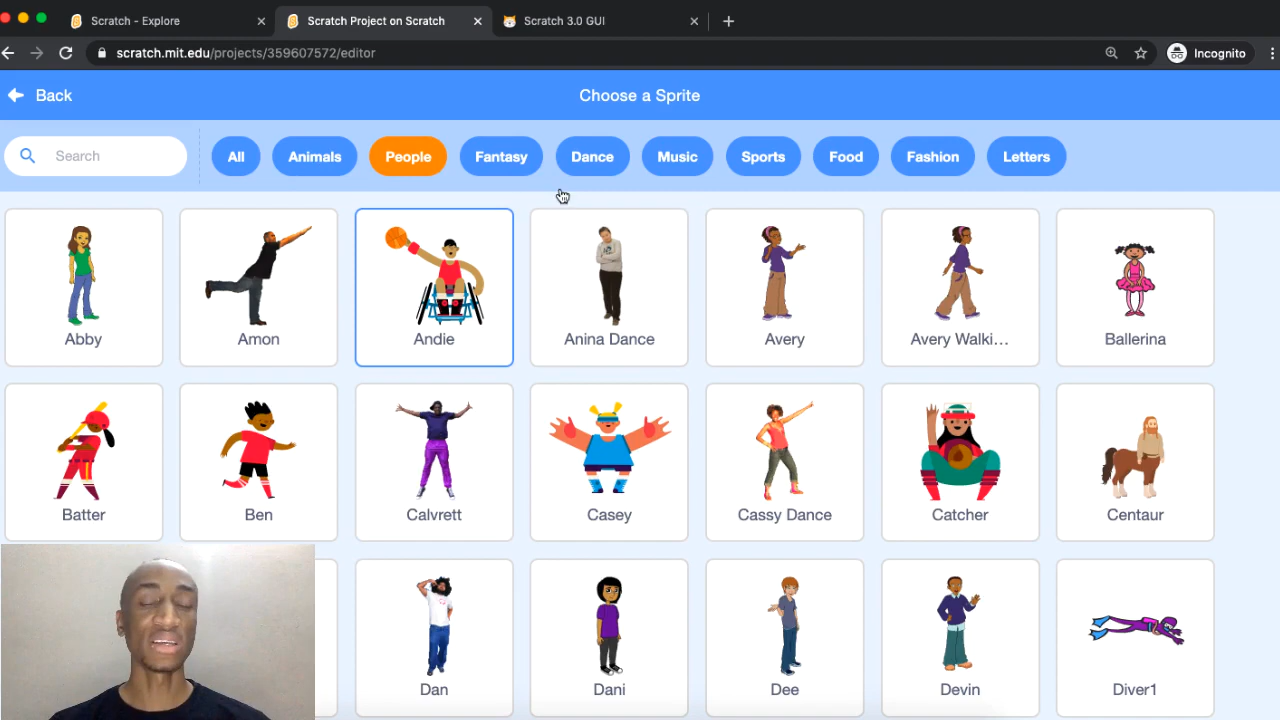 Scratch - Explore
Scratch Project on Scratch
Scratch 3.0 GUI
scratch.mit.edu/projects/359607572/editor
Incognito
Back
Choose a Sprite
Search
All
Animals
People
Fantasy
Dance
Music
Sports
Food
Fashion
Letters
Abby
Amon
Andie
Anina Dance
Avery
Avery Walki...
Ballerina
Batter
Ben
Calvrett
Casey
Cassy Dance
Catcher
Centaur
Dan
Dani
Dee
Devin
Diver1